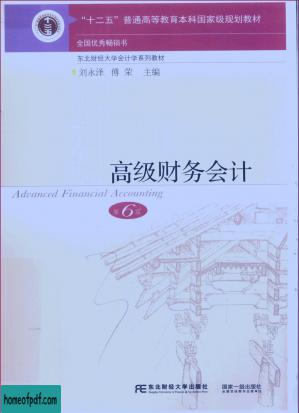 “十二五”普通高等教育本科国家级规划教材
全国优秀畅销书
东北财经大学会计学系列教材
刘永泽 傅荣 主编
高级财务会计
Advanced Financial Accounting
第6版
东北财经大学出版社
国家一级出版社
homeofpdf.com